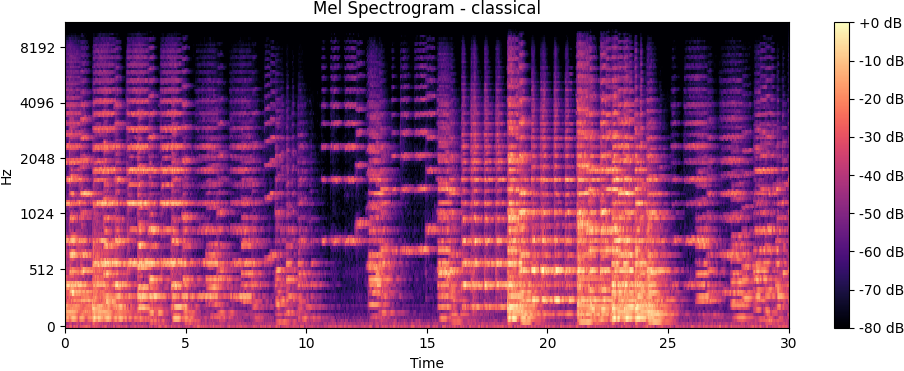 Mel Spectrogram - classical
Hz
8192
4096
2048
1024
512
0
0 5 10 15 20 25 30
Time
+0 dB
-10 dB
-20 dB
-30 dB
-40 dB
-50 dB
-60 dB
-70 dB
-80 dB